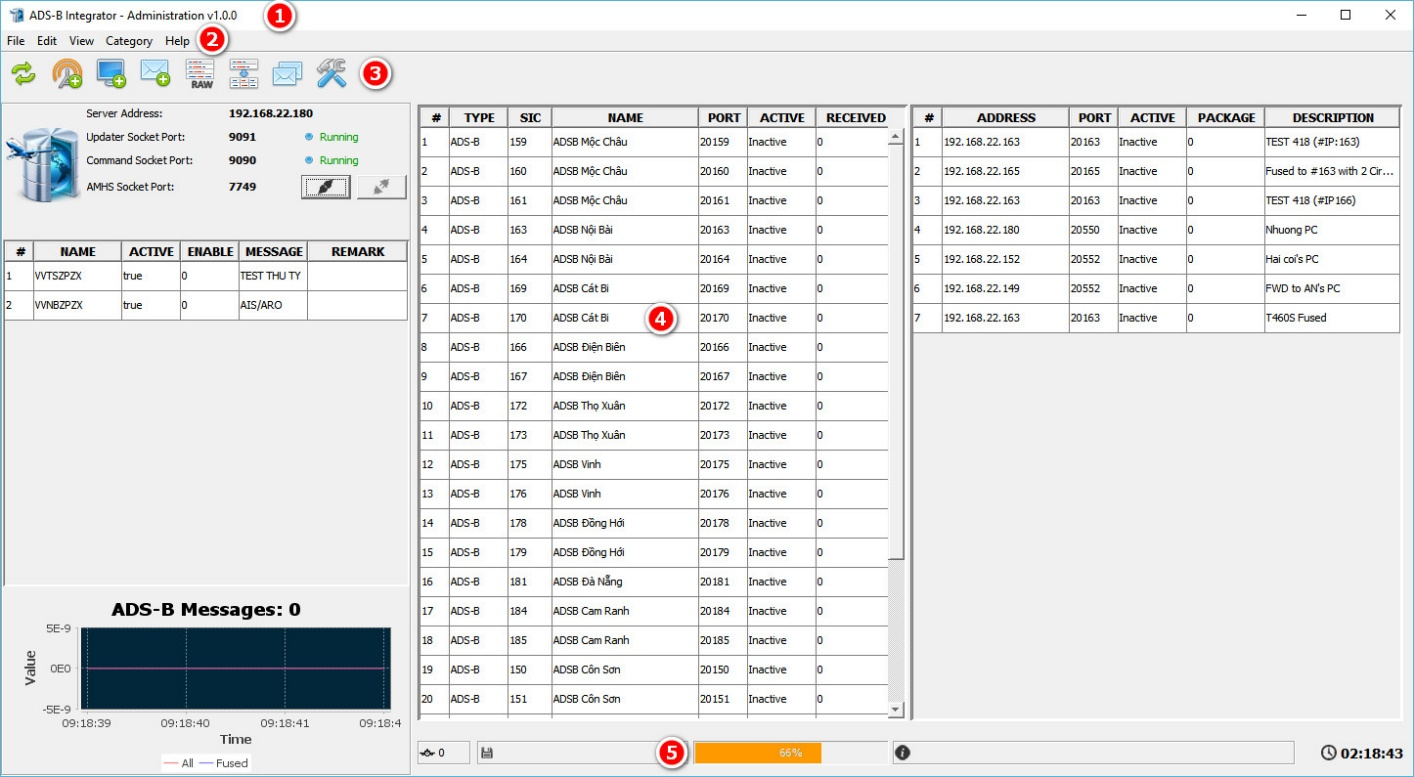 ADS-B Integrator - Administration v1.0.0 1
File Edit View Category Help 2
RAW 3
Server Address: 192.168.22.180
Updater Socket Port: 9091 Running
Command Socket Port: 9090 Running
AMHS Socket Port: 7749
# NAME ACTIVE ENABLE MESSAGE REMARK
1 VVTSZPZX true 0 TEST THU TY
2 VVNBZPZX true 0 AIS/ARO
ADS-B Messages: 0
5E-9
0E0
-5E-9
Value
09:18:39 09:18:40 09:18:41 09:18:4
Time
All Fused
# TYPE SIC NAME PORT ACTIVE RECEIVED
1 ADS-B 159 ADSB Mộc Châu 20159 Inactive 0
2 ADS-B 160 ADSB Mộc Châu 20160 Inactive 0
3 ADS-B 161 ADSB Mộc Châu 20161 Inactive 0
4 ADS-B 163 ADSB Nội Bài 20163 Inactive 0
5 ADS-B 164 ADSB Nội Bài 20164 Inactive 0
6 ADS-B 169 ADSB Cát Bi 20169 Inactive 0
7 ADS-B 170 ADSB Cát Bi 4 20170 Inactive 0
8 ADS-B 166 ADSB Điện Biên 20166 Inactive 0
9 ADS-B 167 ADSB Điện Biên 20167 Inactive 0
10 ADS-B 172 ADSB Thọ Xuân 20172 Inactive 0
11 ADS-B 173 ADSB Thọ Xuân 20173 Inactive 0
12 ADS-B 175 ADSB Vinh 20175 Inactive 0
13 ADS-B 176 ADSB Vinh 20176 Inactive 0
14 ADS-B 178 ADSB Đồng Hới 20178 Inactive 0
15 ADS-B 179 ADSB Đồng Hới 20179 Inactive 0
16 ADS-B 181 ADSB Đà Nẵng 20181 Inactive 0
17 ADS-B 184 ADSB Cam Ranh 20184 Inactive 0
18 ADS-B 185 ADSB Cam Ranh 20185 Inactive 0
19 ADS-B 150 ADSB Côn Sơn 20150 Inactive 0
20 ADS-B 151 ADSB Côn Sơn 20151 Inactive 0
# ADDRESS PORT ACTIVE PACKAGE DESCRIPTION
1 192.168.22.163 20163 Inactive 0 TEST 418 (#IP:163)
2 192.168.22.165 20165 Inactive 0 Fused to #163 with 2 Cir...
3 192.168.22.163 20163 Inactive 0 TEST 418 (#IP166)
4 192.168.22.180 20550 Inactive 0 Nhuong PC
5 192.168.22.152 20552 Inactive 0 Hai coi's PC
6 192.168.22.149 20552 Inactive 0 FWD to AN's PC
7 192.168.22.163 20163 Inactive 0 T460S Fused
0 5 66% 02:18:43